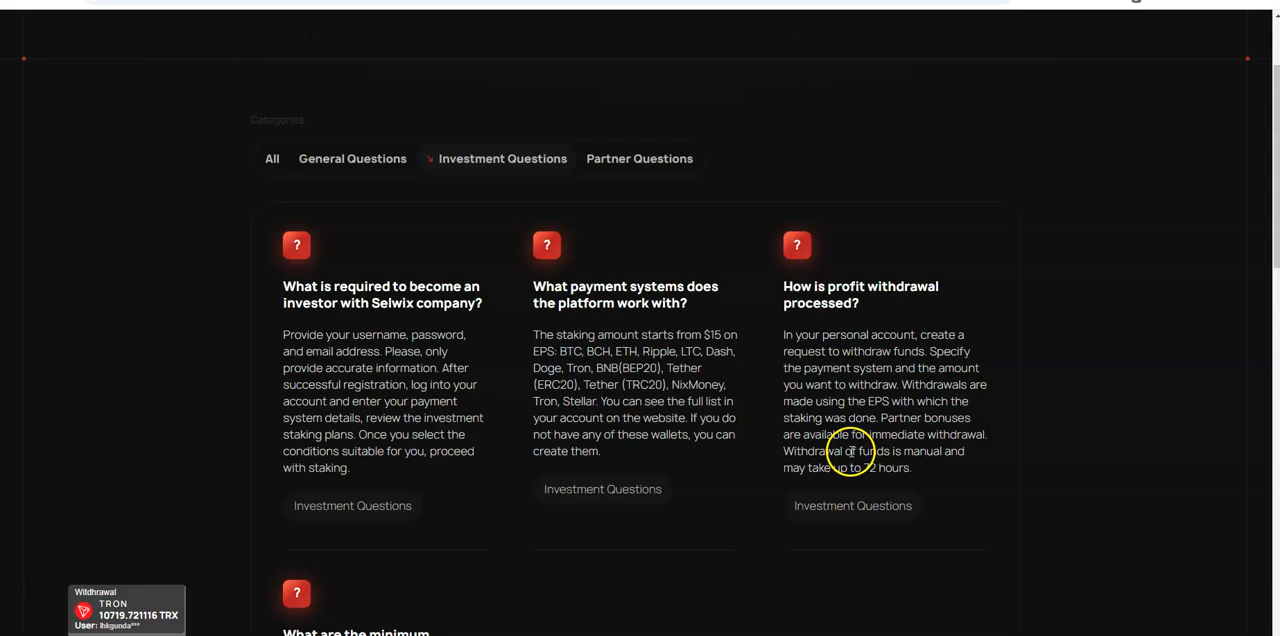 Categories
All
General Questions
Investment Questions
Partner Questions
?
What is required to become an
investor with Selwix company?
Provide your username, password,
and email address. Please, only
provide accurate information. After
successful registration, log into your
account and enter your payment
system details, review the investment
staking plans. Once you select the
conditions suitable for you, proceed
with staking.
Investment Questions
?
What payment systems does
the platform work with?
The staking amount starts from $15 on
EPS: BTC, BCH, ETH, Ripple, LTC, Dash,
Doge, Tron, BNB(BEP20), Tether
(ERC20), Tether (TRC20), NixMoney,
Tron, Stellar. You can see the full list in
your account on the website. If you do
not have any of these wallets, you can
create them.
Investment Questions
?
How is profit withdrawal
processed?
In your personal account, create a
request to withdraw funds. Specify
the payment system and the amount
you want to withdraw. Withdrawals are
made using the EPS with which the
staking was done. Partner bonuses
are available for immediate withdrawal.
Withdrawal of funds is manual and
may take up to 72 hours.
Investment Questions
?
What are the minimum
Witdhrawal
TRON
10719.721116 TRX
User: lhkgunda***